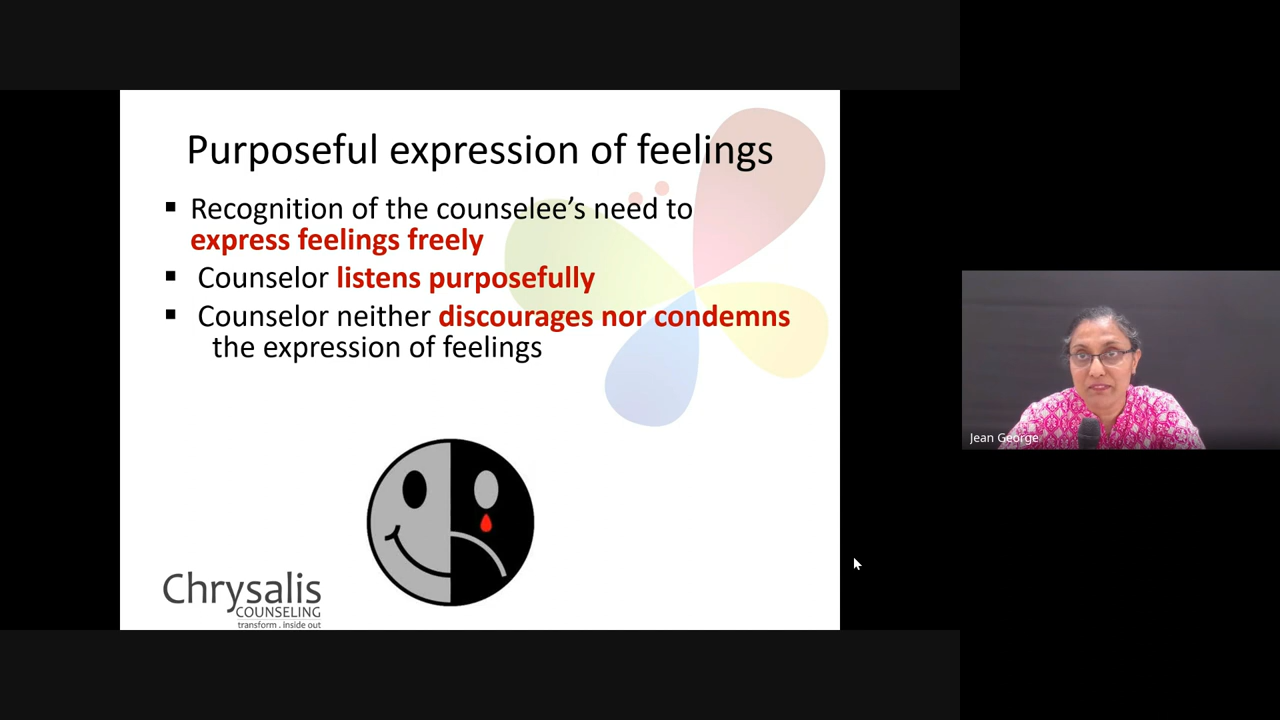 Purposeful expression of feelings
▪ Recognition of the counselee’s need to
express feelings freely
▪ Counselor listens purposefully
▪ Counselor neither discourages nor condemns
the expression of feelings
Chrysalis
COUNSELING
transform . inside out
Jean George